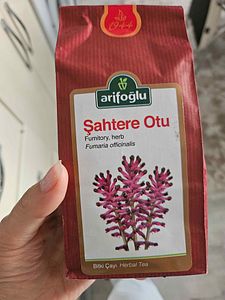 arifoğlu
Şahtere Otu
Fumitory, herb
Fumaria officinalis
Bitki Çayı Herbal Tea